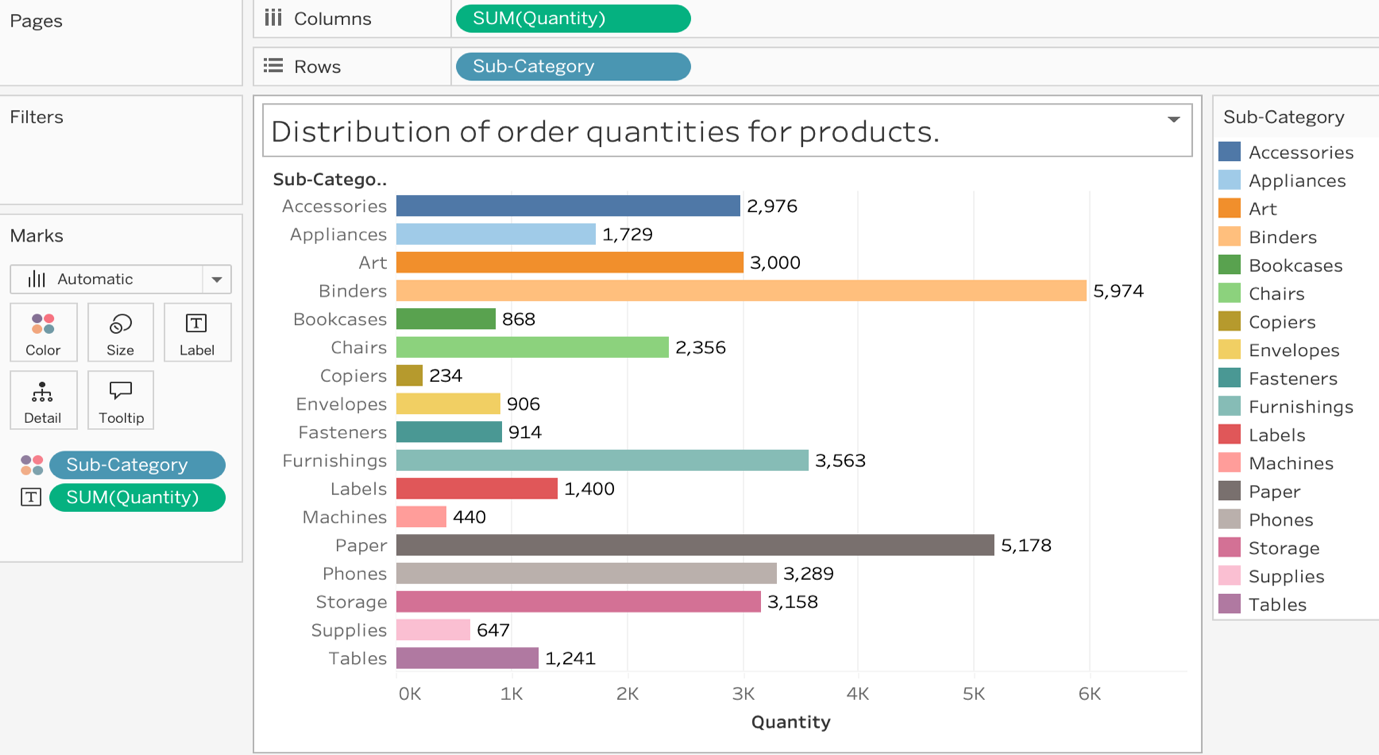 Pages
Columns
SUM(Quantity)
Rows
Sub-Category
Filters
Marks
Automatic
Color
Size
Label
Detail
Tooltip
Sub-Category
SUM(Quantity)
Distribution of order quantities for products.
Sub-Catego..
Accessories 2,976
Appliances 1,729
Art 3,000
Binders 5,974
Bookcases 868
Chairs 2,356
Copiers 234
Envelopes 906
Fasteners 914
Furnishings 3,563
Labels 1,400
Machines 440
Paper 5,178
Phones 3,289
Storage 3,158
Supplies 647
Tables 1,241
0K 1K 2K 3K 4K 5K 6K
Quantity
Sub-Category
Accessories
Appliances
Art
Binders
Bookcases
Chairs
Copiers
Envelopes
Fasteners
Furnishings
Labels
Machines
Paper
Phones
Storage
Supplies
Tables